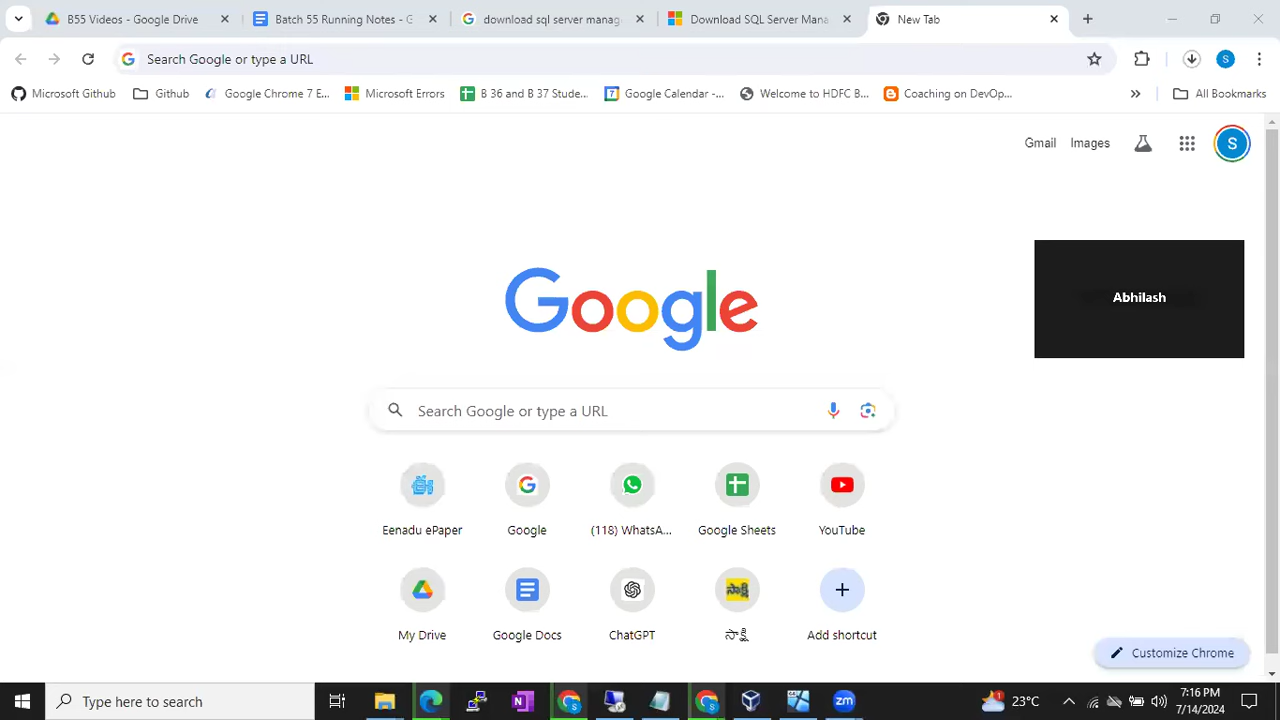 B55 Videos - Google Drive
Batch 55 Running Notes - G
download sql server manag
Download SQL Server Mana
New Tab
Search Google or type a URL
S
Microsoft Github
Github
Google Chrome 7 E...
Microsoft Errors
B 36 and B 37 Stude...
Google Calendar -...
Welcome to HDFC B...
Coaching on DevOp...
»
All Bookmarks
Gmail
Images
S
Google
Abhilash
Search Google or type a URL
Eenadu ePaper
Google
(118) WhatsA...
Google Sheets
YouTube
My Drive
Google Docs
ChatGPT
సాక్షి
Add shortcut
Customize Chrome
Type here to search
zm
1
23°C
7:16 PM
7/14/2024